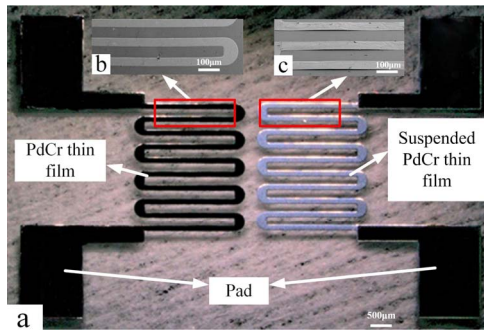 b
100μm
c
100μm
PdCr thin
film
Suspended
PdCr thin
film
Pad
a
500μm